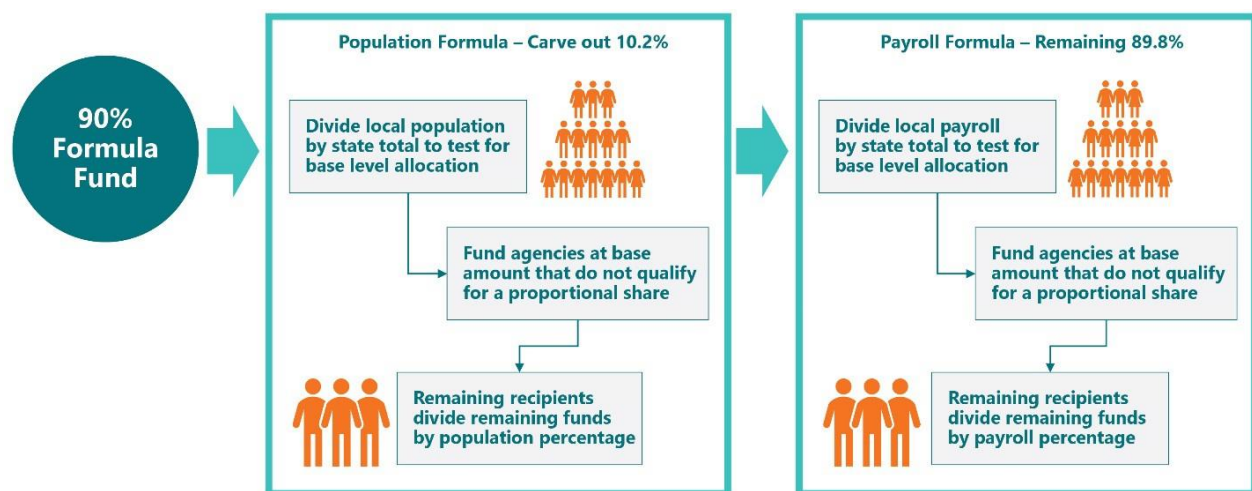 90%
Formula
Fund
Population Formula – Carve out 10.2%
Divide local population
by state total to test for
base level allocation
Fund agencies at base
amount that do not qualify
for a proportional share
Remaining recipients
divide remaining funds
by population percentage
Payroll Formula – Remaining 89.8%
Divide local payroll
by state total to test for
base level allocation
Fund agencies at base
amount that do not qualify
for a proportional share
Remaining recipients
divide remaining funds
by payroll percentage